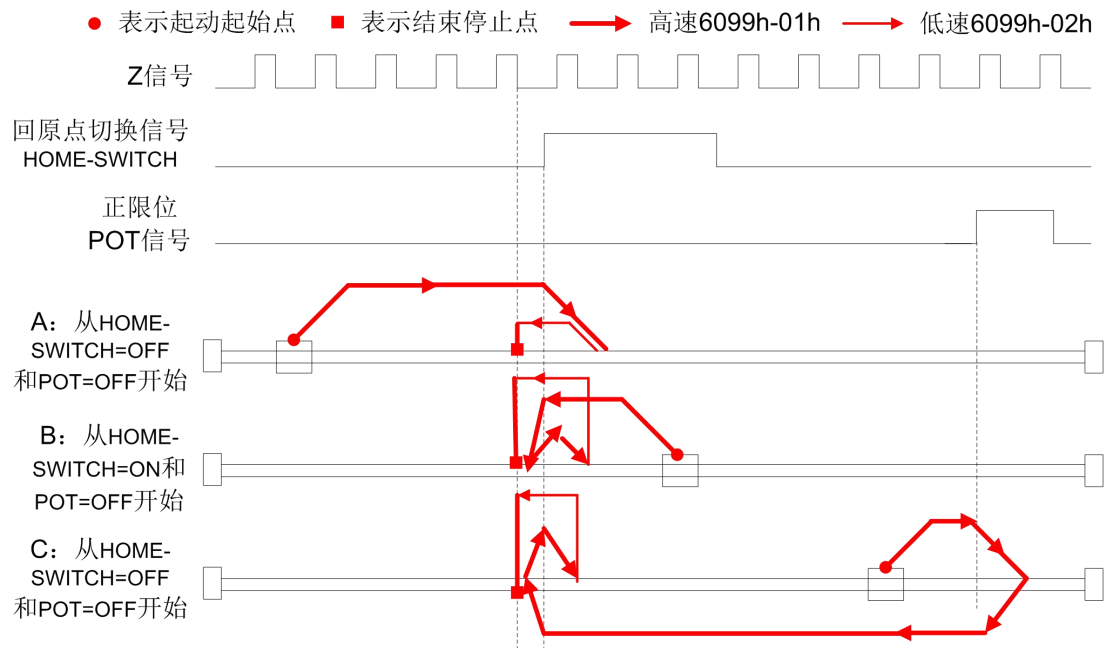 表示起动起始点 表示结束停止点 高速6099h-01h 低速6099h-02h
Z信号
回原点切换信号
HOME-SWITCH
正限位
POT信号
A：从HOME-
SWITCH=OFF
和POT=OFF开始
B：从HOME-
SWITCH=ON和
POT=OFF开始
C：从HOME-
SWITCH=OFF
和POT=OFF开始